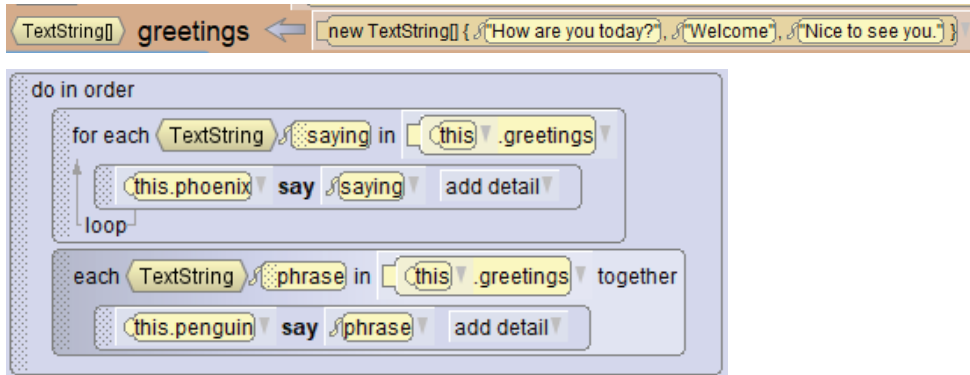 TextString[] greetings new TextString[] { "How are you today?", "Welcome", "Nice to see you." }
do in order
for each TextString saying in this .greetings
this.phoenix say saying add detail
loop
each TextString phrase in this .greetings together
this.penguin say phrase add detail